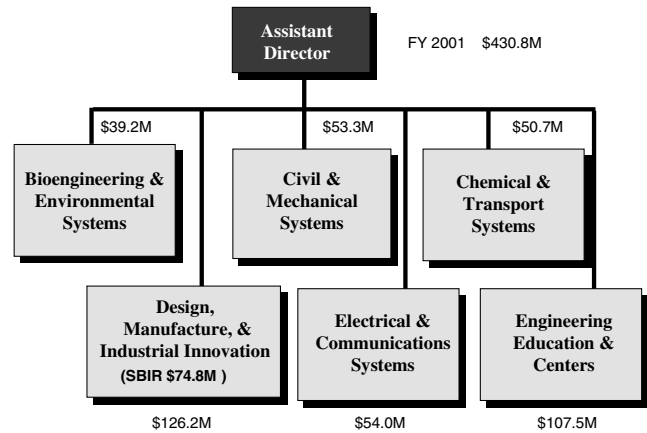 Assistant
Director
FY 2001 $430.8M
$39.2M
$53.3M
$50.7M
Bioengineering &
Environmental
Systems
Civil &
Mechanical
Systems
Chemical &
Transport
Systems
Design,
Manufacture, &
Industrial Innovation
(SBIR $74.8M )
Electrical &
Communications
Systems
Engineering
Education &
Centers
$126.2M
$54.0M
$107.5M